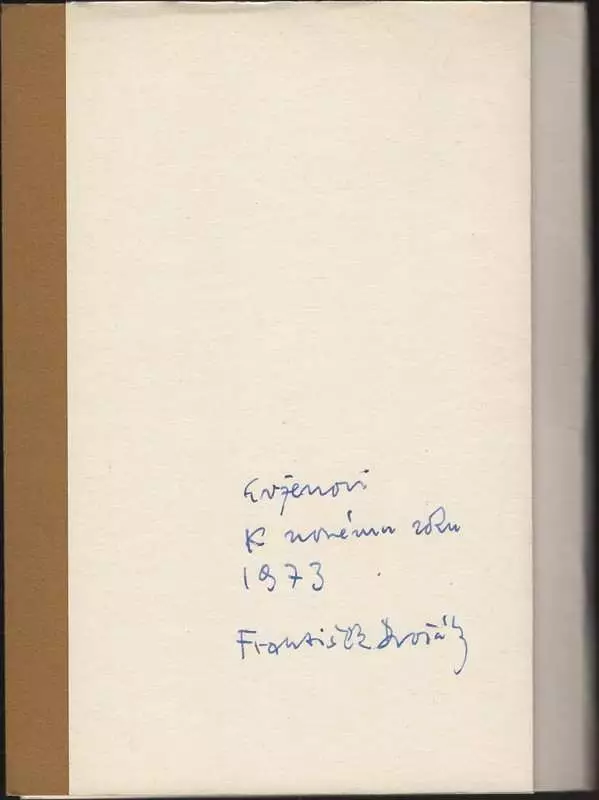 Evženovi
K novému roku
1973
František Dvořák